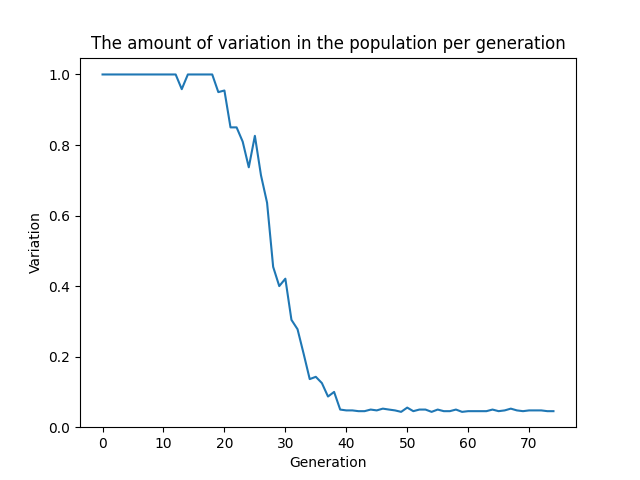 The amount of variation in the population per generation
1.0
0.8
0.6
0.4
0.2
0.0
Variation
0 10 20 30 40 50 60 70
Generation